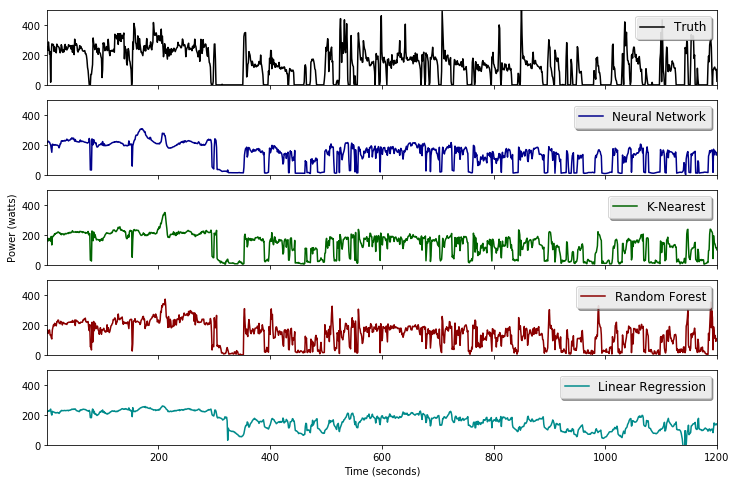 400
200
0
Truth
400
200
0
Neural Network
Power (watts)
400
200
0
K-Nearest
400
200
0
Random Forest
400
200
0
Linear Regression
200 400 600 800 1000 1200
Time (seconds)